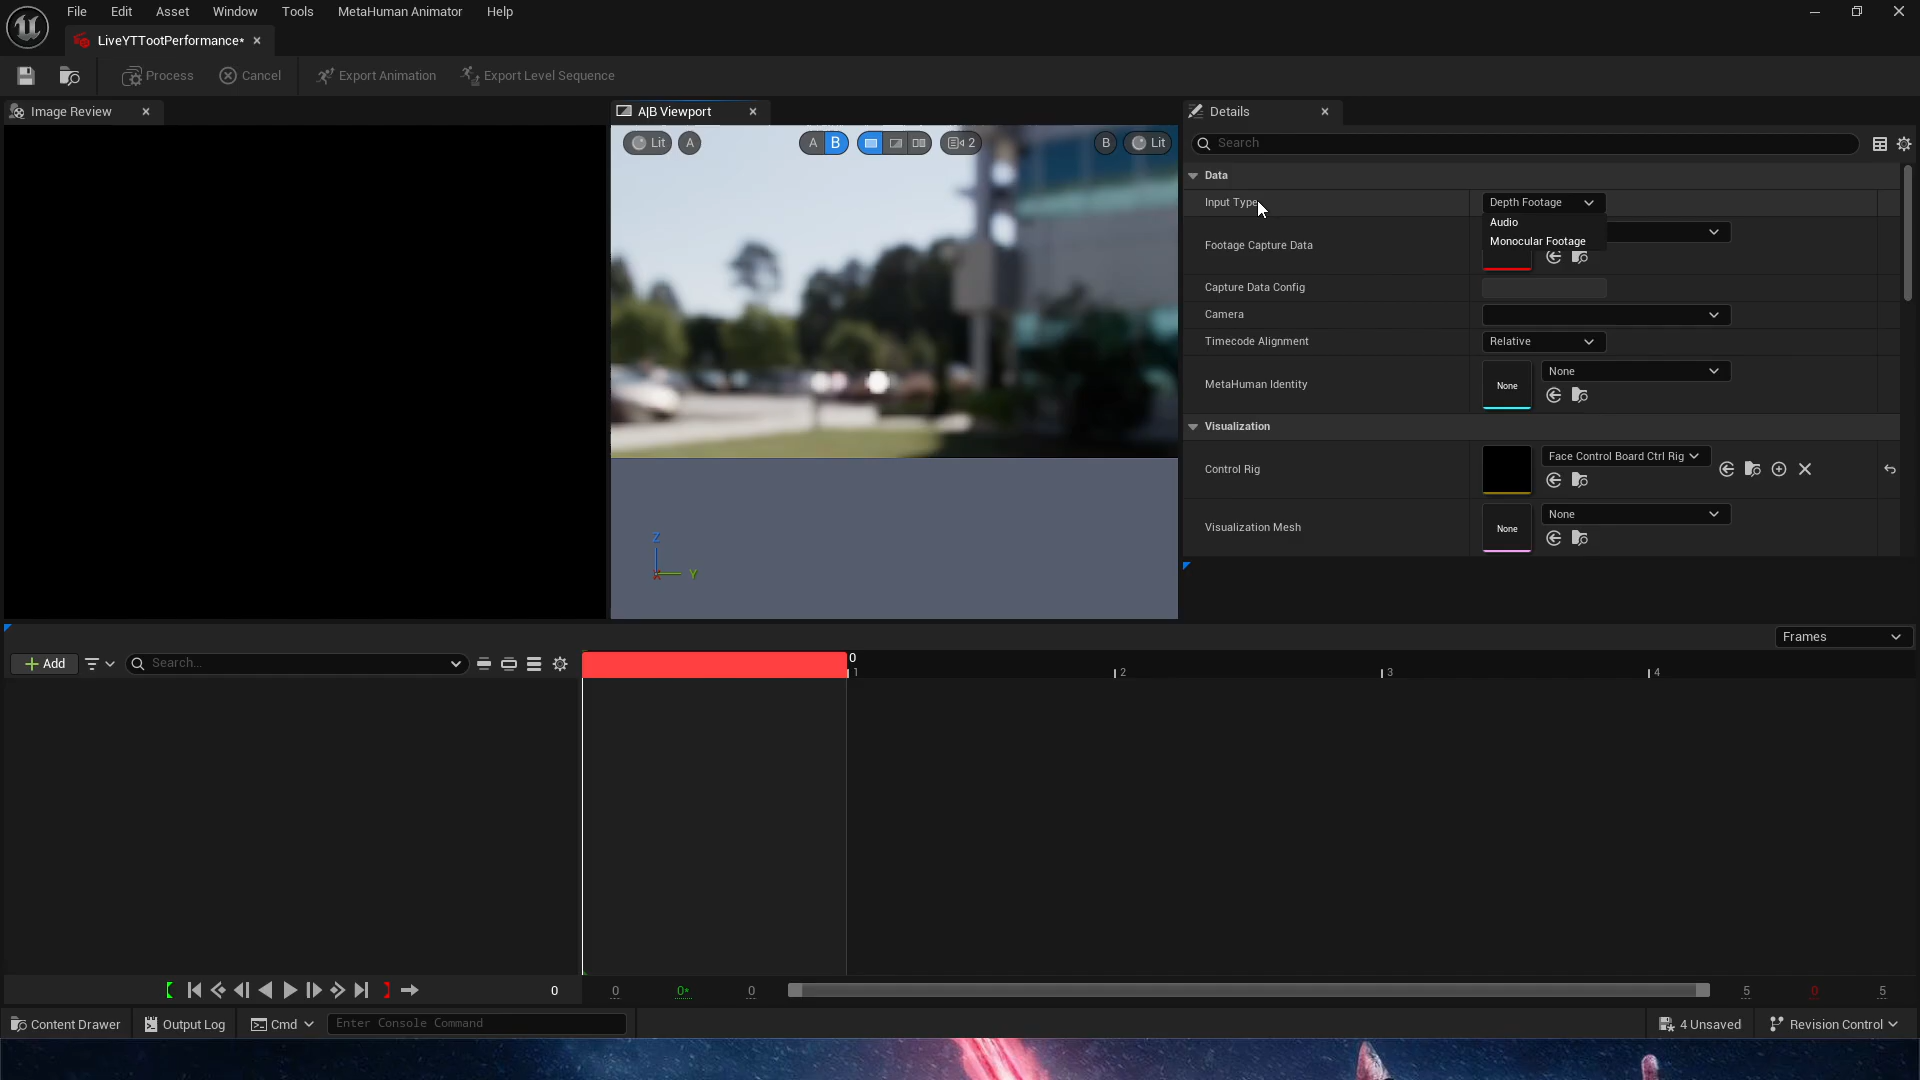 File Edit Asset Window Tools MetaHuman Animator Help
LiveYTTootPerformance*
Process Cancel Export Animation Export Level Sequence
Image Review
A|B Viewport
Details
Lit A A B 2 B Lit
Search
Data
Input Type Depth Footage
Audio
Monocular Footage
Footage Capture Data
Capture Data Config
Camera
Timecode Alignment Relative
MetaHuman Identity None None
Visualization
Control Rig Face Control Board Ctrl Rig
Visualization Mesh None None
Z
X Y
Frames
Add Search...
0
1 2 3 4
0 0 0* 0 5 0 5
Content Drawer Output Log Cmd Enter Console Command 4 Unsaved Revision Control